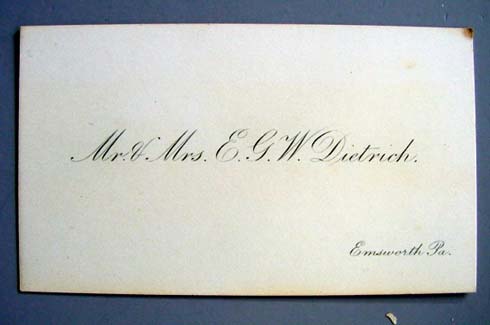 Mr. & Mrs. E. G. W. Dietrich.
Emsworth Pa.